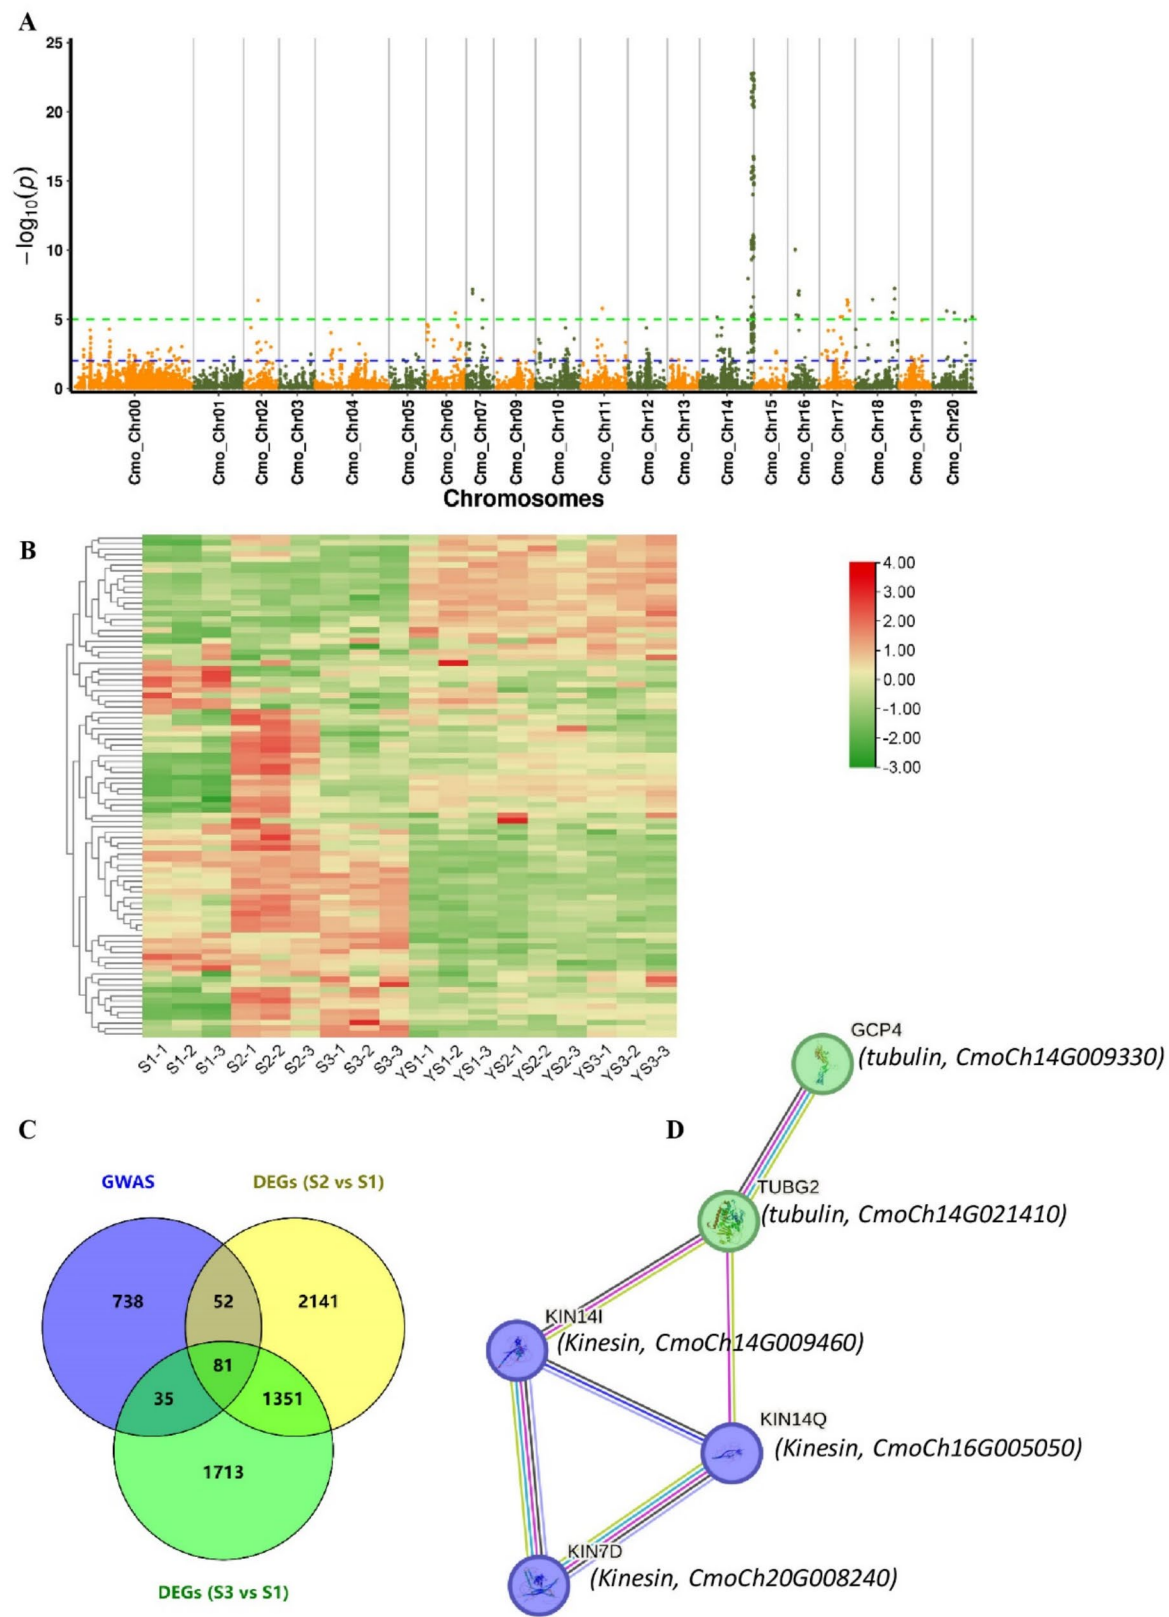 A
25
20
15
10
5
0
−log₁₀(p)
Cmo_Chr00
Cmo_Chr01
Cmo_Chr02
Cmo_Chr03
Cmo_Chr04
Cmo_Chr05
Cmo_Chr06
Cmo_Chr07
Cmo_Chr09
Cmo_Chr10
Cmo_Chr11
Cmo_Chr12
Cmo_Chr13
Cmo_Chr14
Cmo_Chr15
Cmo_Chr16
Cmo_Chr17
Cmo_Chr18
Cmo_Chr19
Cmo_Chr20
Chromosomes
B
4.00
3.00
2.00
1.00
0.00
-1.00
-2.00
-3.00
S1-1
S1-2
S1-3
S2-1
S2-2
S2-3
S3-1
S3-2
S3-3
YS1-1
YS1-2
YS1-3
YS2-1
YS2-2
YS2-3
YS3-1
YS3-2
YS3-3
C
GWAS
DEGs (S2 vs S1)
738
52
2141
81
35
1351
1713
DEGs (S3 vs S1)
D
GCP4
(tubulin, CmoCh14G009330)
TUBG2
(tubulin, CmoCh14G021410)
KIN14I
(Kinesin, CmoCh14G009460)
KIN14Q
(Kinesin, CmoCh16G005050)
KIN7D
(Kinesin, CmoCh20G008240)